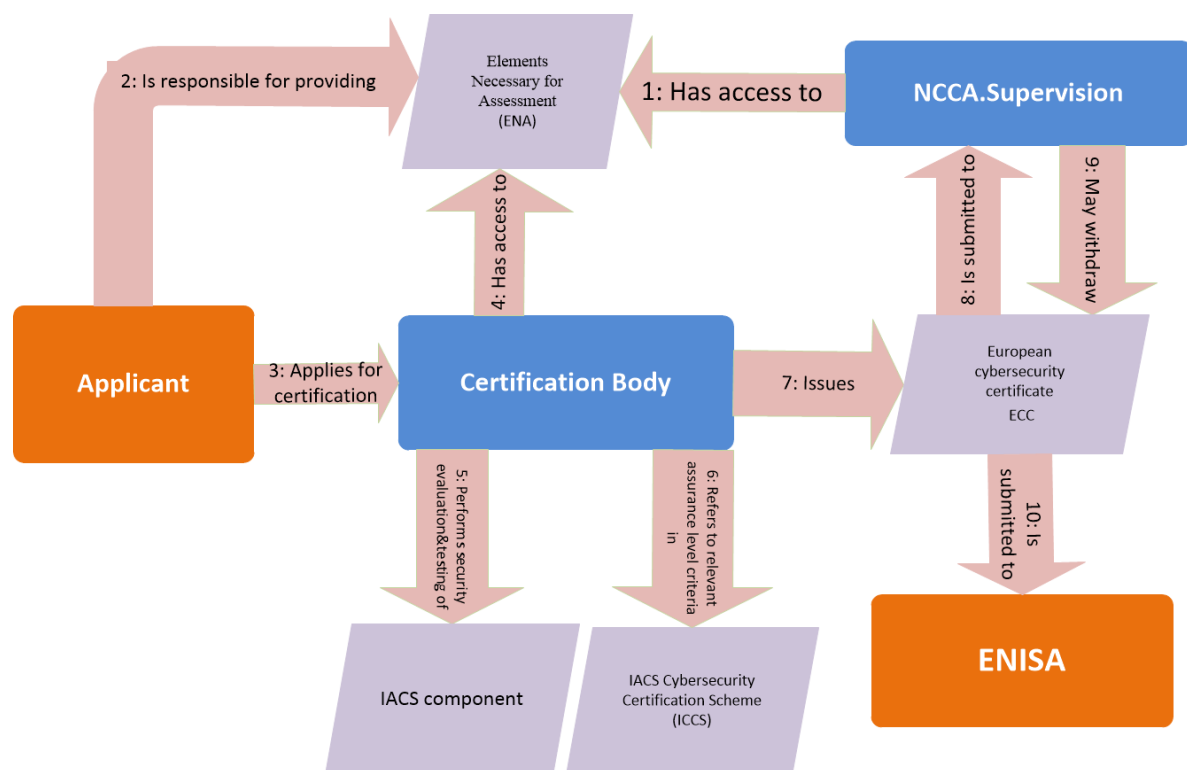 2: Is responsible for providing
Elements
Necessary for
Assessment
(ENA)
1: Has access to
NCCA.Supervision
4: Has access to
8: Is submitted to
9: May withdraw
Applicant
3: Applies for
certification
Certification Body
7: Issues
European
cybersecurity
certificate
ECC
5: Performs security
evaluation&testing of
6: Refers to relevant
assurance level criteria
in
10: Is
submitted to
IACS component
IACS Cybersecurity
Certification Scheme
(ICCS)
ENISA